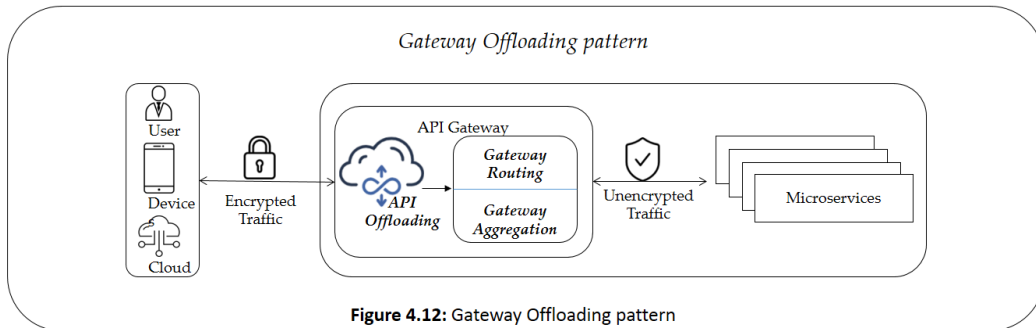 Gateway Offloading pattern
User
Device
Cloud
Encrypted
Traffic
API Gateway
API
Offloading
Gateway
Routing
Gateway
Aggregation
Unencrypted
Traffic
Microservices
Figure 4.12: Gateway Offloading pattern